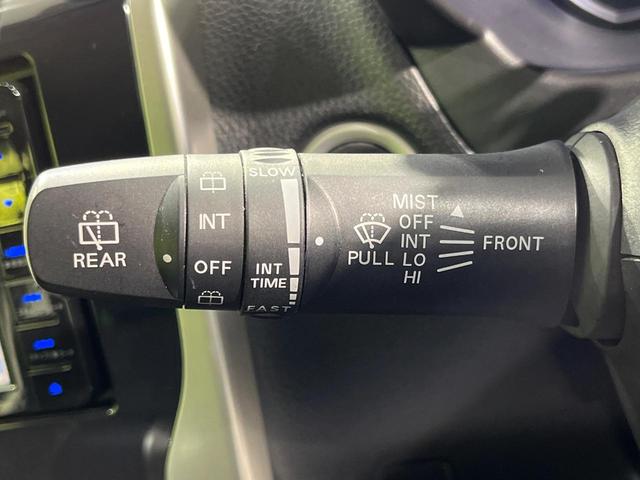 REAR
INT
OFF
SLOW
INT
TIME
FAST
PULL
MIST
OFF
INT
LO
HI
FRONT